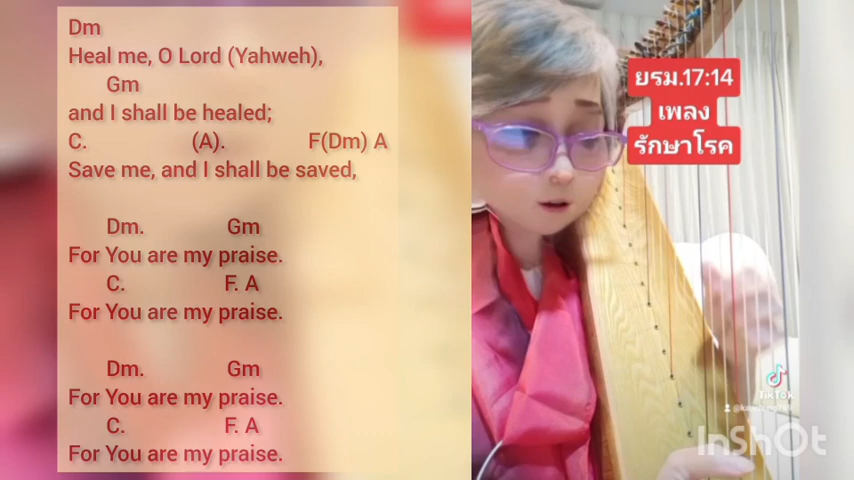 Dm
Heal me, O Lord (Yahweh),
Gm
and I shall be healed;
C. (A). F(Dm) A
Save me, and I shall be saved,
Dm. Gm
For You are my praise.
C. F. A
For You are my praise.
Dm. Gm
For You are my praise.
C. F. A
For You are my praise.
ยรม.17:14
เพลง
รักษาโรค
TikTok
InShOt